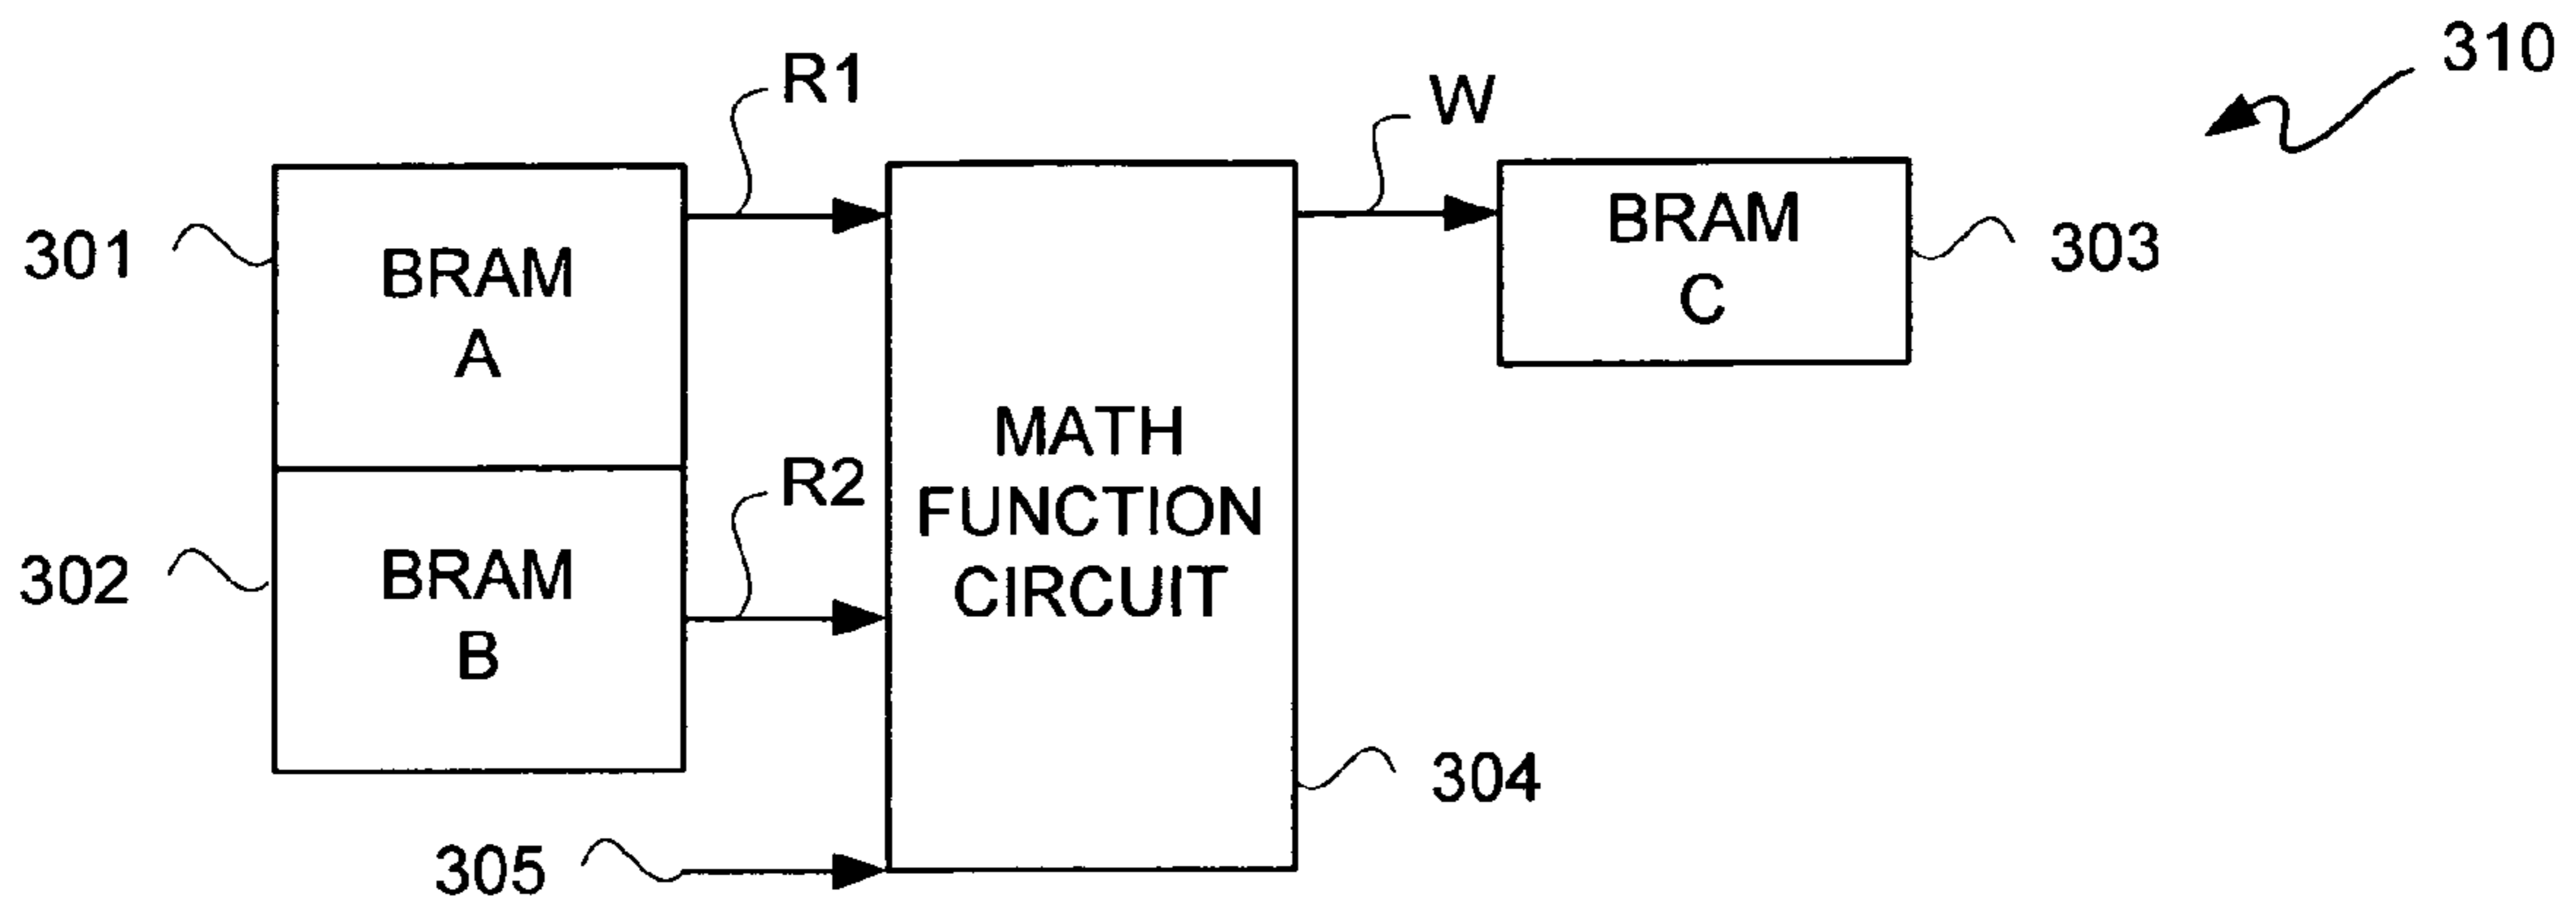 310
R1
W
301
BRAM
A
BRAM
C
303
MATH
FUNCTION
CIRCUIT
R2
302
BRAM
B
304
305